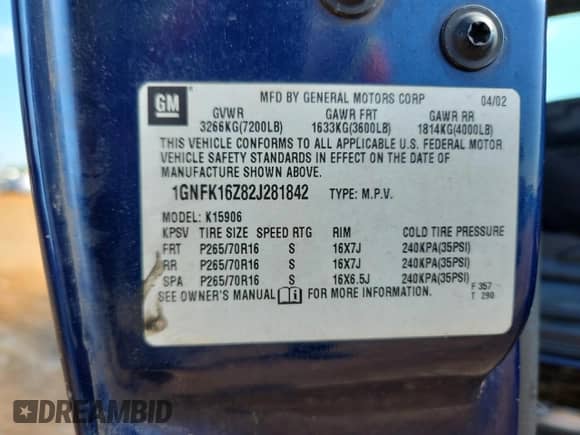 GM
MFD BY GENERAL MOTORS CORP 04/02
GVWR GAWR FRT GAWR RR
3266KG(7200LB) 1633KG(3600LB) 1814KG(4000LB)
THIS VEHICLE CONFORMS TO ALL APPLICABLE U.S. FEDERAL MOTOR
VEHICLE SAFETY STANDARDS IN EFFECT ON THE DATE OF
MANUFACTURE SHOWN ABOVE.
1GNFK16Z82J281842 TYPE: M.P.V.
MODEL: K15906
KPSV TIRE SIZE SPEED RTG RIM COLD TIRE PRESSURE
FRT P265/70R16 S 16X7J 240KPA(35PSI)
RR P265/70R16 S 16X7J 240KPA(35PSI)
SPA P265/70R16 S 16X6.5J 240KPA(35PSI)
SEE OWNER'S MANUAL i FOR MORE INFORMATION.
F 357
T 290
DREAMBID